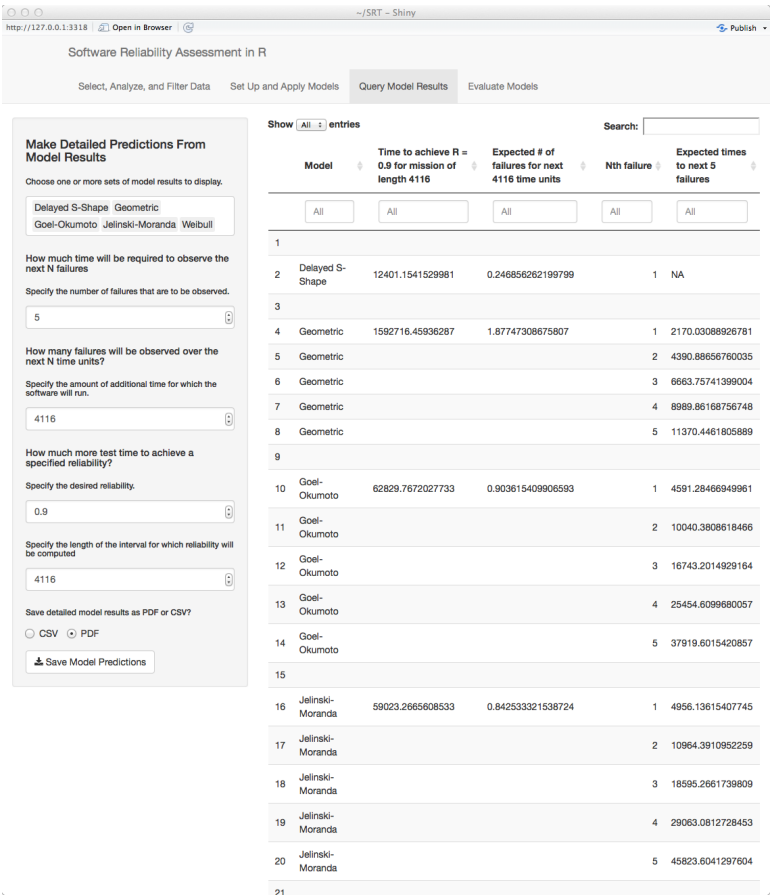 ~/SRT – Shiny
http://127.0.0.1:3318 Open in Browser Publish
Software Reliability Assessment in R
Select, Analyze, and Filter Data Set Up and Apply Models Query Model Results Evaluate Models
Make Detailed Predictions From
Model Results
Choose one or more sets of model results to display.
Delayed S-Shape Geometric
Goel-Okumoto Jelinski-Moranda Weibull
How much time will be required to observe the
next N failures
Specify the number of failures that are to be observed.
5
How many failures will be observed over the
next N time units?
Specify the amount of additional time for which the
software will run.
4116
How much more test time to achieve a
specified reliability?
Specify the desired reliability.
0.9
Specify the length of the interval for which reliability will
be computed
4116
Save detailed model results as PDF or CSV?
CSV PDF
Save Model Predictions
Show All entries Search:
Model
Time to achieve R =
0.9 for mission of
length 4116
Expected # of
failures for next
4116 time units
Nth failure
Expected times
to next 5
failures
All All All All All
1
2 Delayed S-
Shape 12401.1541529981 0.246856262199799 1 NA
3
4 Geometric 1592716.45936287 1.87747308675807 1 2170.03088926781
5 Geometric 2 4390.88656760035
6 Geometric 3 6663.75741399004
7 Geometric 4 8989.86168756748
8 Geometric 5 11370.4461805889
9
10 Goel-
Okumoto 62829.7672027733 0.903615409906593 1 4591.28466949961
11 Goel-
Okumoto 2 10040.3806618466
12 Goel-
Okumoto 3 16743.2014929164
13 Goel-
Okumoto 4 25454.6099680057
14 Goel-
Okumoto 5 37919.6015420857
15
16 Jelinski-
Moranda 59023.2665608533 0.842533321538724 1 4956.13615407745
17 Jelinski-
Moranda 2 10964.3910952259
18 Jelinski-
Moranda 3 18595.2661739809
19 Jelinski-
Moranda 4 29063.0812728453
20 Jelinski-
Moranda 5 45823.6041297604
21